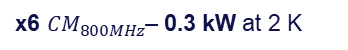 x6 CM800MHz– 0.3 kW at 2 K